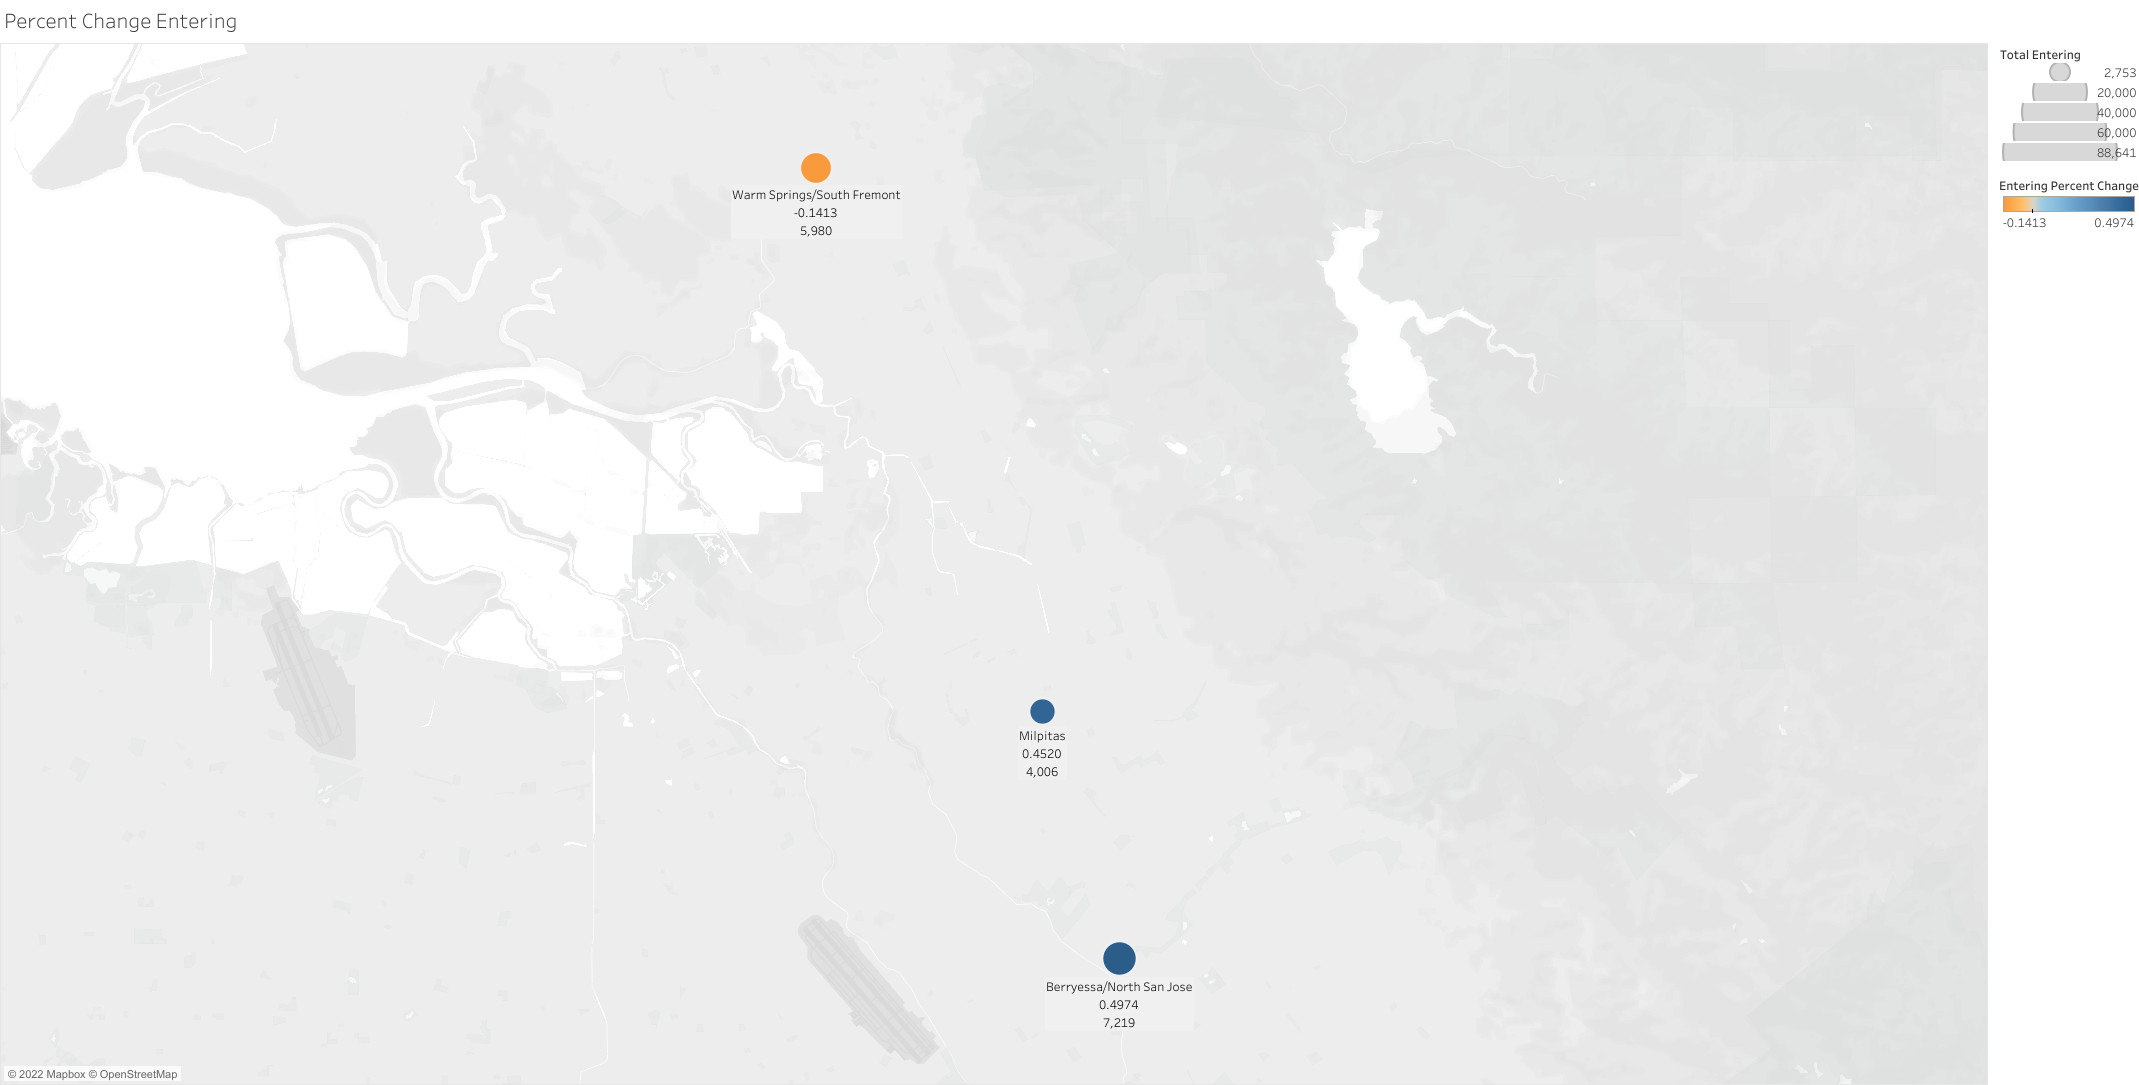 Percent Change Entering
Total Entering
2,753
20,000
40,000
60,000
88,641
Entering Percent Change
-0.1413 0.4974
Warm Springs/South Fremont
-0.1413
5,980
Milpitas
0.4520
4,006
Berryessa/North San Jose
0.4974
7,219
© 2022 Mapbox © OpenStreetMap